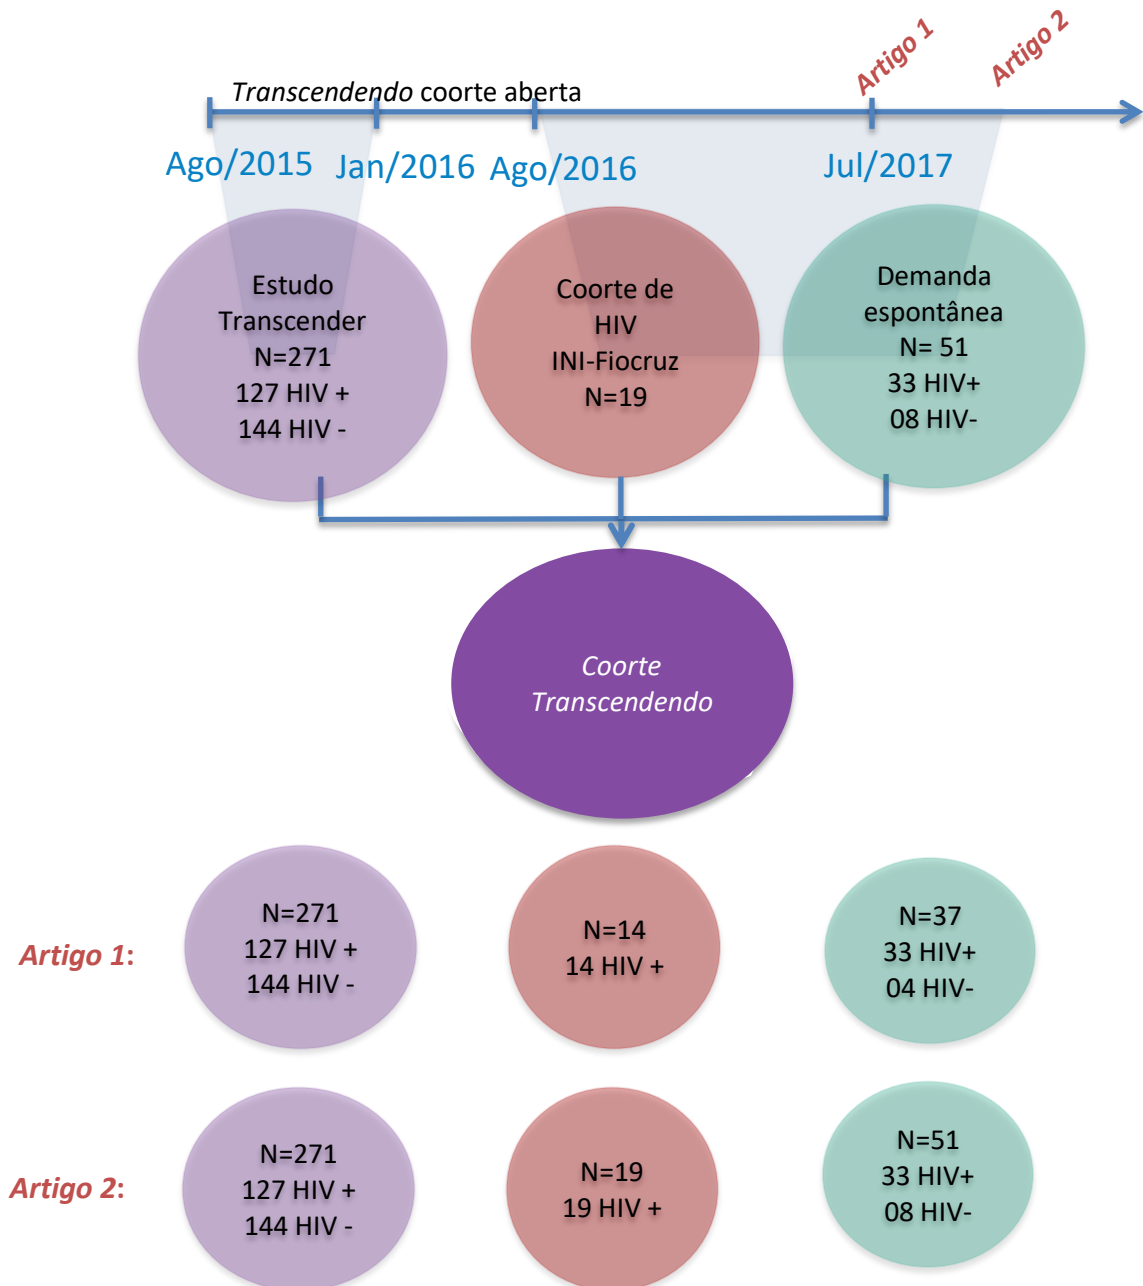 Artigo 1
Artigo 2
Transcendendo coorte aberta
Ago/2015
Jan/2016
Ago/2016
Jul/2017
Estudo
Transcender
N=271
127 HIV +
144 HIV -
Coorte de
HIV
INI-Fiocruz
N=19
Demanda
espontânea
N= 51
33 HIV+
08 HIV-
Coorte
Transcendendo
Artigo 1:
N=271
127 HIV +
144 HIV -
N=14
14 HIV +
N=37
33 HIV+
04 HIV-
Artigo 2:
N=271
127 HIV +
144 HIV -
N=19
19 HIV +
N=51
33 HIV+
08 HIV-